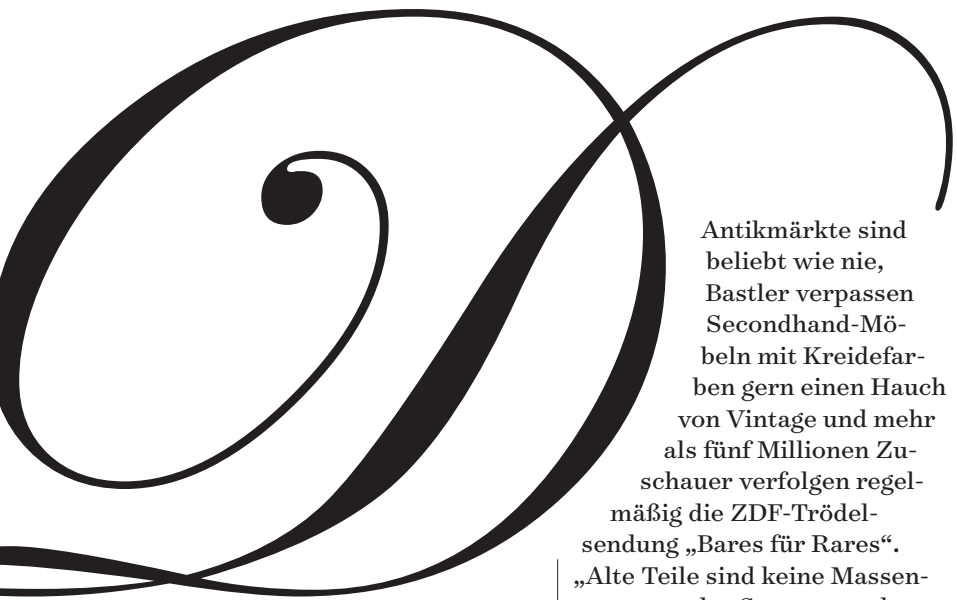 D
Antikmärkte sind
beliebt wie nie,
Bastler verpassen
Secondhand-Mö-
beln mit Kreidefar-
ben gern einen Hauch
von Vintage und mehr
als fünf Millionen Zu-
schauer verfolgen regel-
mäßig die ZDF-Trödel-
sendung „Bares für Rares“.
„Alte Teile sind keine Massen-